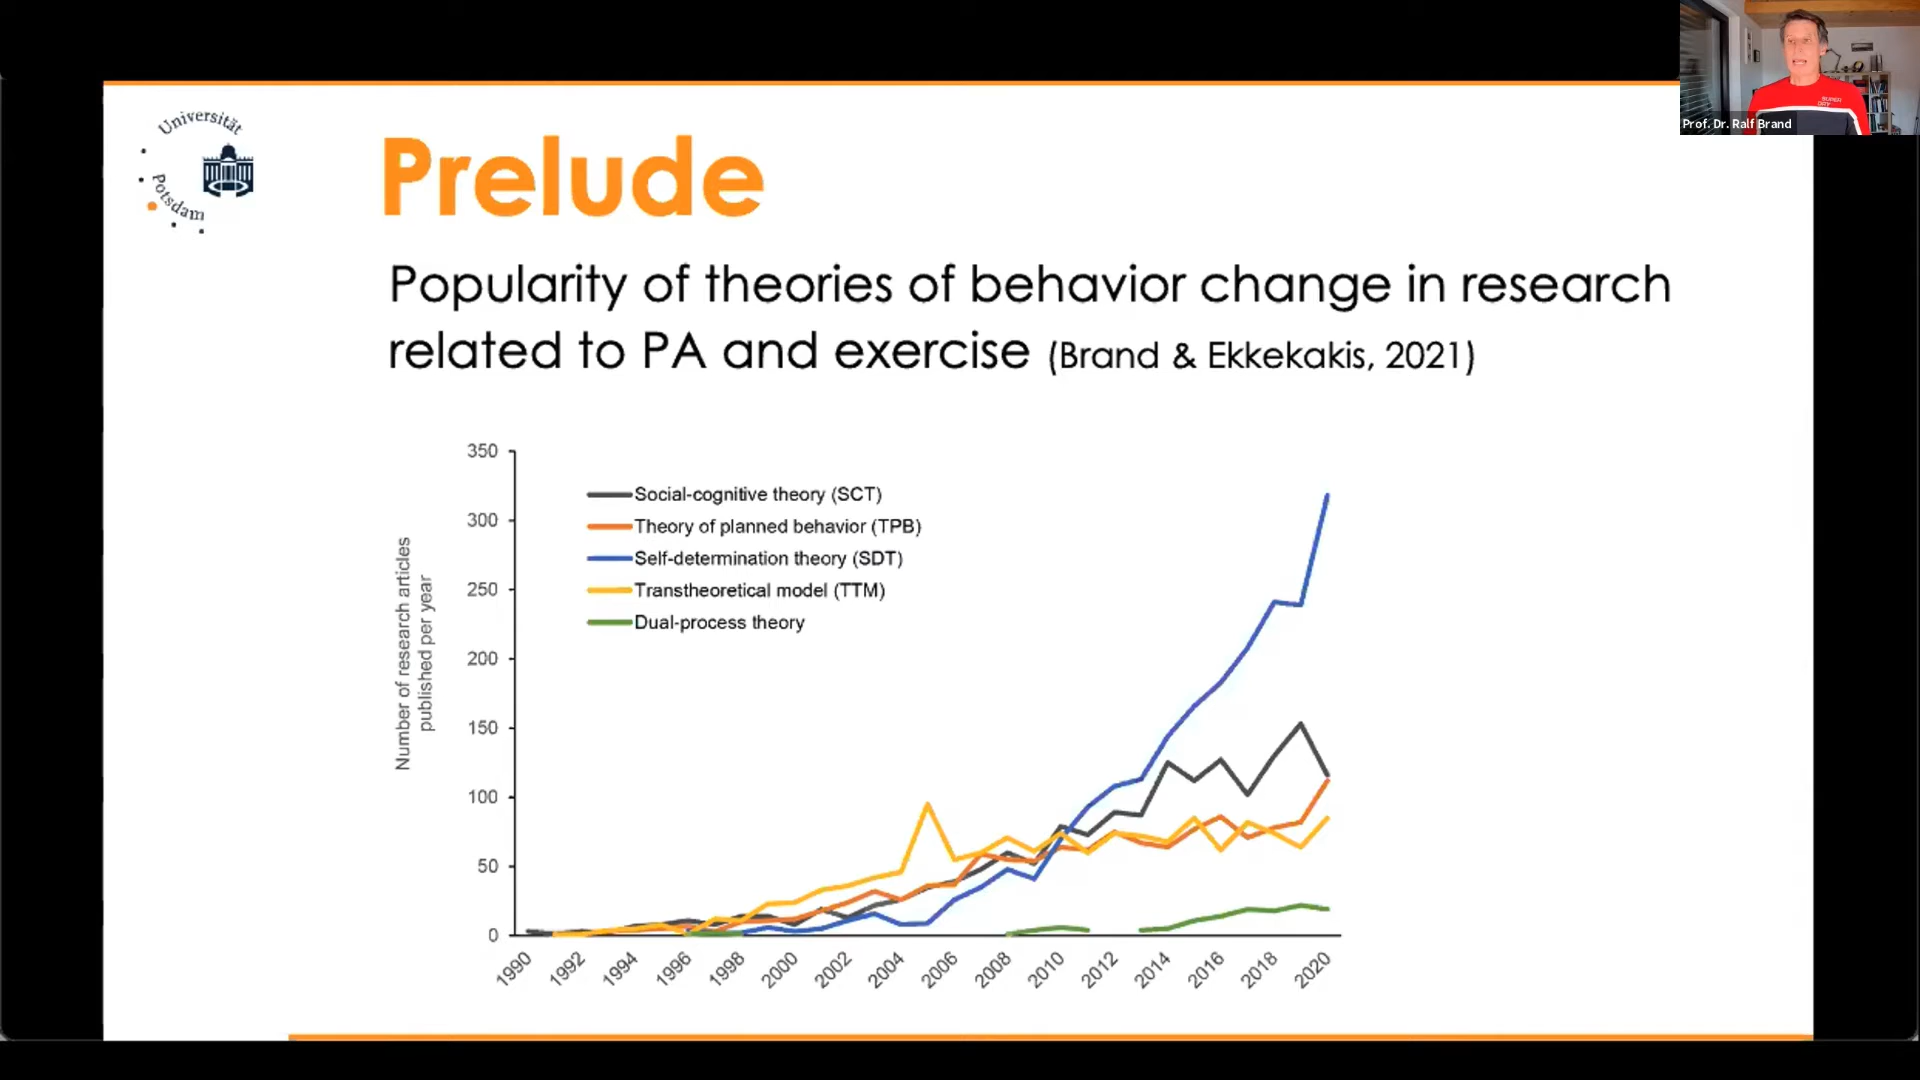 Universität
Potsdam
Prelude
SUPER
DRY
Prof. Dr. Ralf Brand
Popularity of theories of behavior change in research
related to PA and exercise (Brand & Ekkekakis, 2021)
Number of research articles
published per year
350
300
250
200
150
100
50
0
Social-cognitive theory (SCT)
Theory of planned behavior (TPB)
Self-determination theory (SDT)
Transtheoretical model (TTM)
Dual-process theory
1990
1992
1994
1996
1998
2000
2002
2004
2006
2008
2010
2012
2014
2016
2018
2020